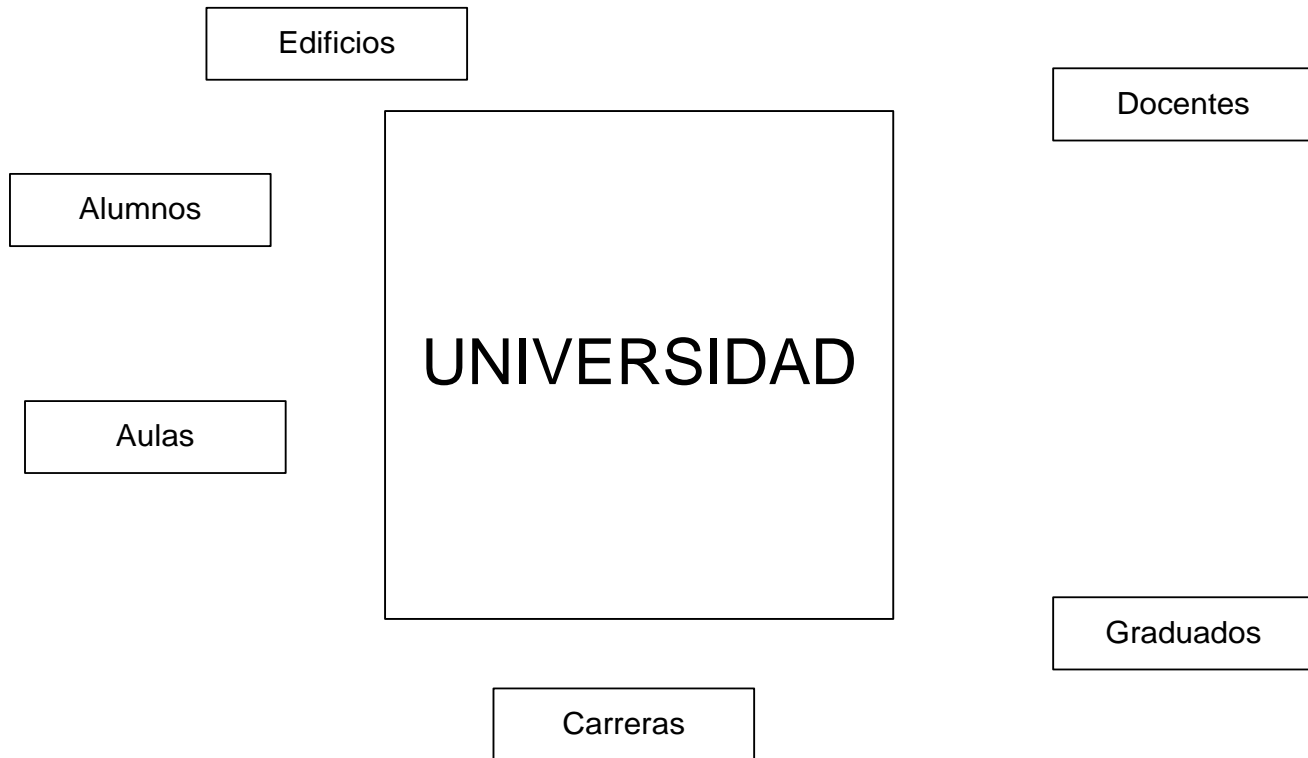 Edificios
Docentes
Alumnos
UNIVERSIDAD
Aulas
Graduados
Carreras